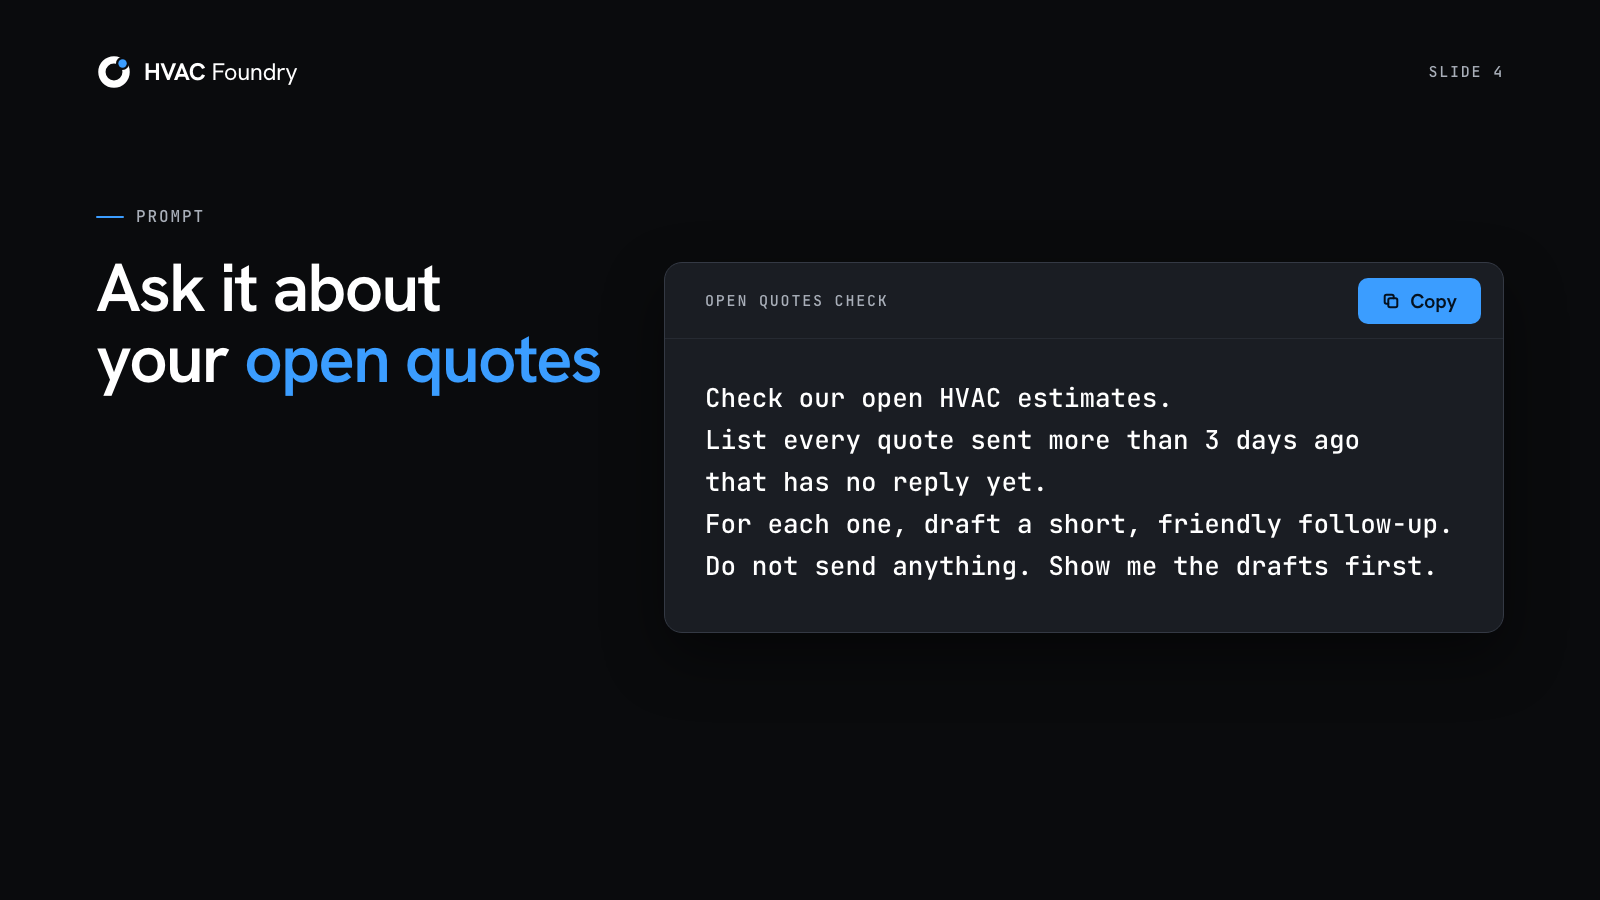 HVAC Foundry
SLIDE 4
PROMPT
Ask it about
your open quotes
OPEN QUOTES CHECK
Copy
Check our open HVAC estimates.
List every quote sent more than 3 days ago
that has no reply yet.
For each one, draft a short, friendly follow-up.
Do not send anything. Show me the drafts first.